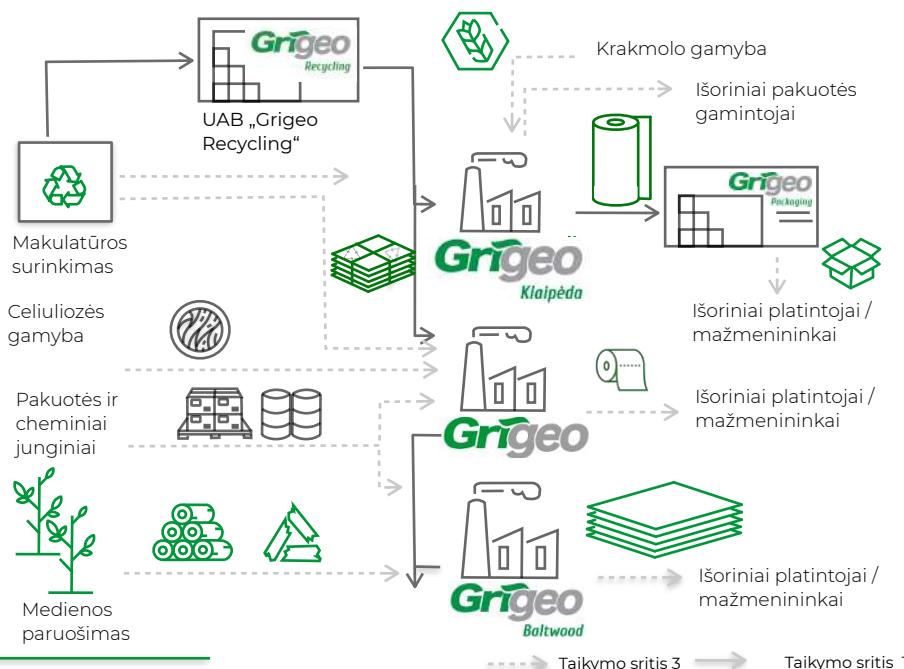 Grigeo
Recycling
UAB „Grigeo
Recycling“
Krakmolo gamyba
Išoriniai pakuotės
gamintojai
Makulatūros
surinkimas
Grigeo
Klaipėda
Grigeo
Packaging
Išoriniai platintojai /
mažmenininkai
Celiuliozės
gamyba
Pakuotės ir
cheminiai
junginiai
Grigeo
Išoriniai platintojai /
mažmenininkai
Medienos
paruošimas
Grigeo
Baltwood
Išoriniai platintojai /
mažmenininkai
Taikymo sritis 3
Taikymo sritis